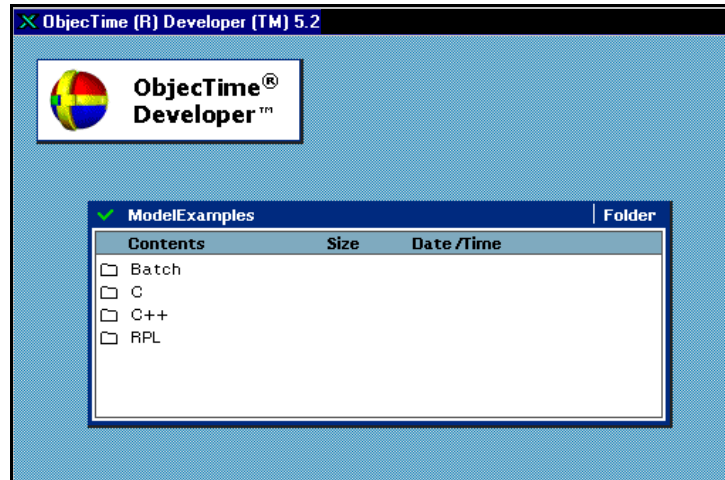 ObjecTime (R) Developer (TM) 5.2
ObjecTime®
Developer™
ModelExamples Folder
Contents Size Date /Time
Batch
C
C++
RPL